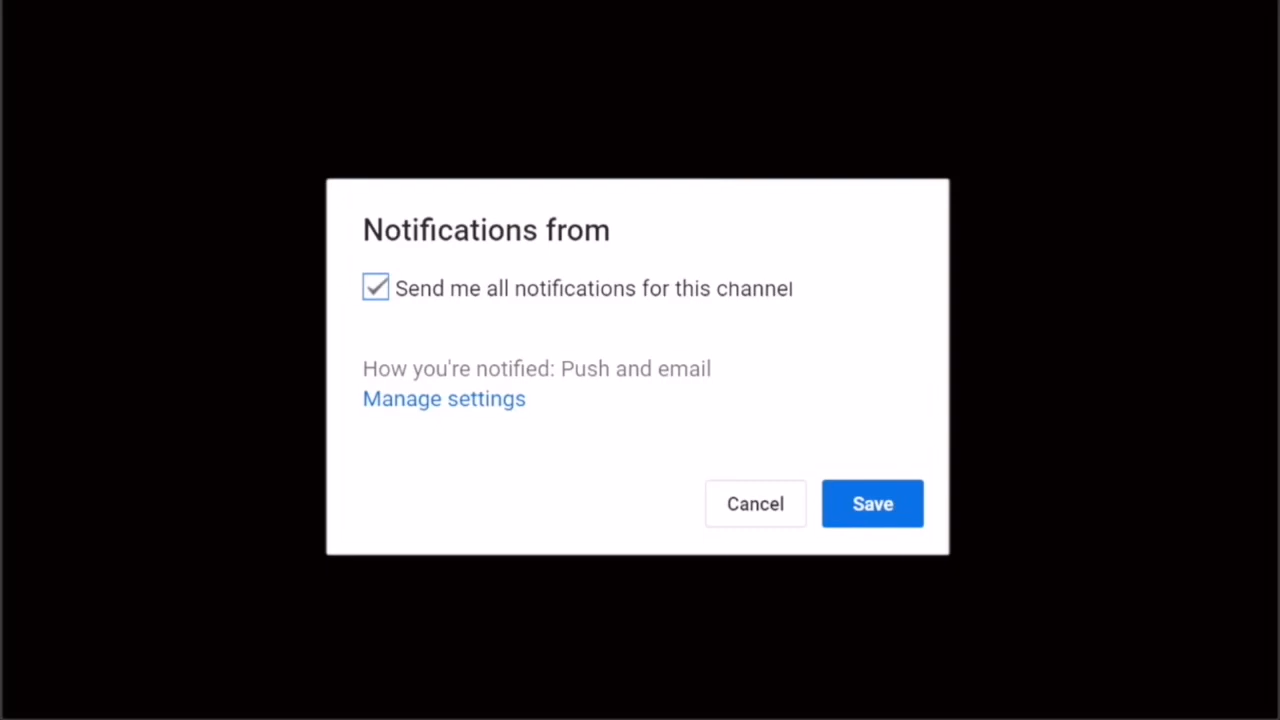 Notifications from
Send me all notifications for this channel
How you're notified: Push and email
Manage settings
Cancel Save